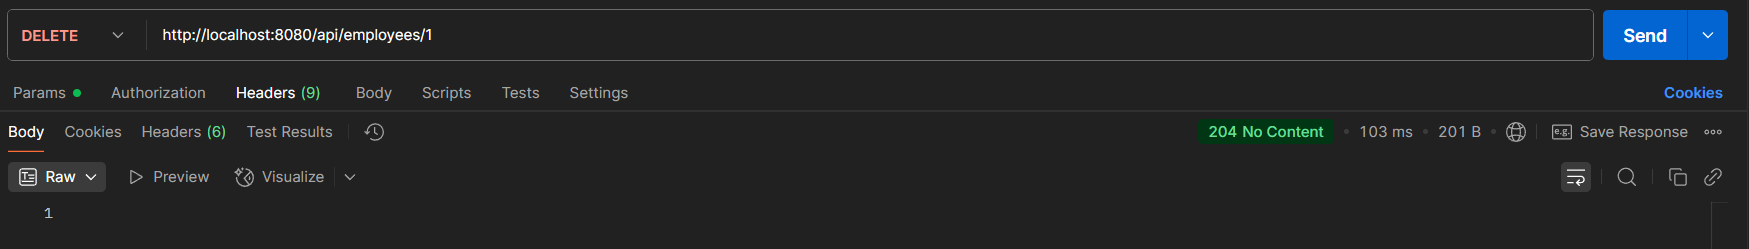 DELETE http://localhost:8080/api/employees/1 Send
Params Authorization Headers (9) Body Scripts Tests Settings Cookies
Body Cookies Headers (6) Test Results 204 No Content 103 ms 201 B e.g. Save Response
Raw Preview Visualize
1